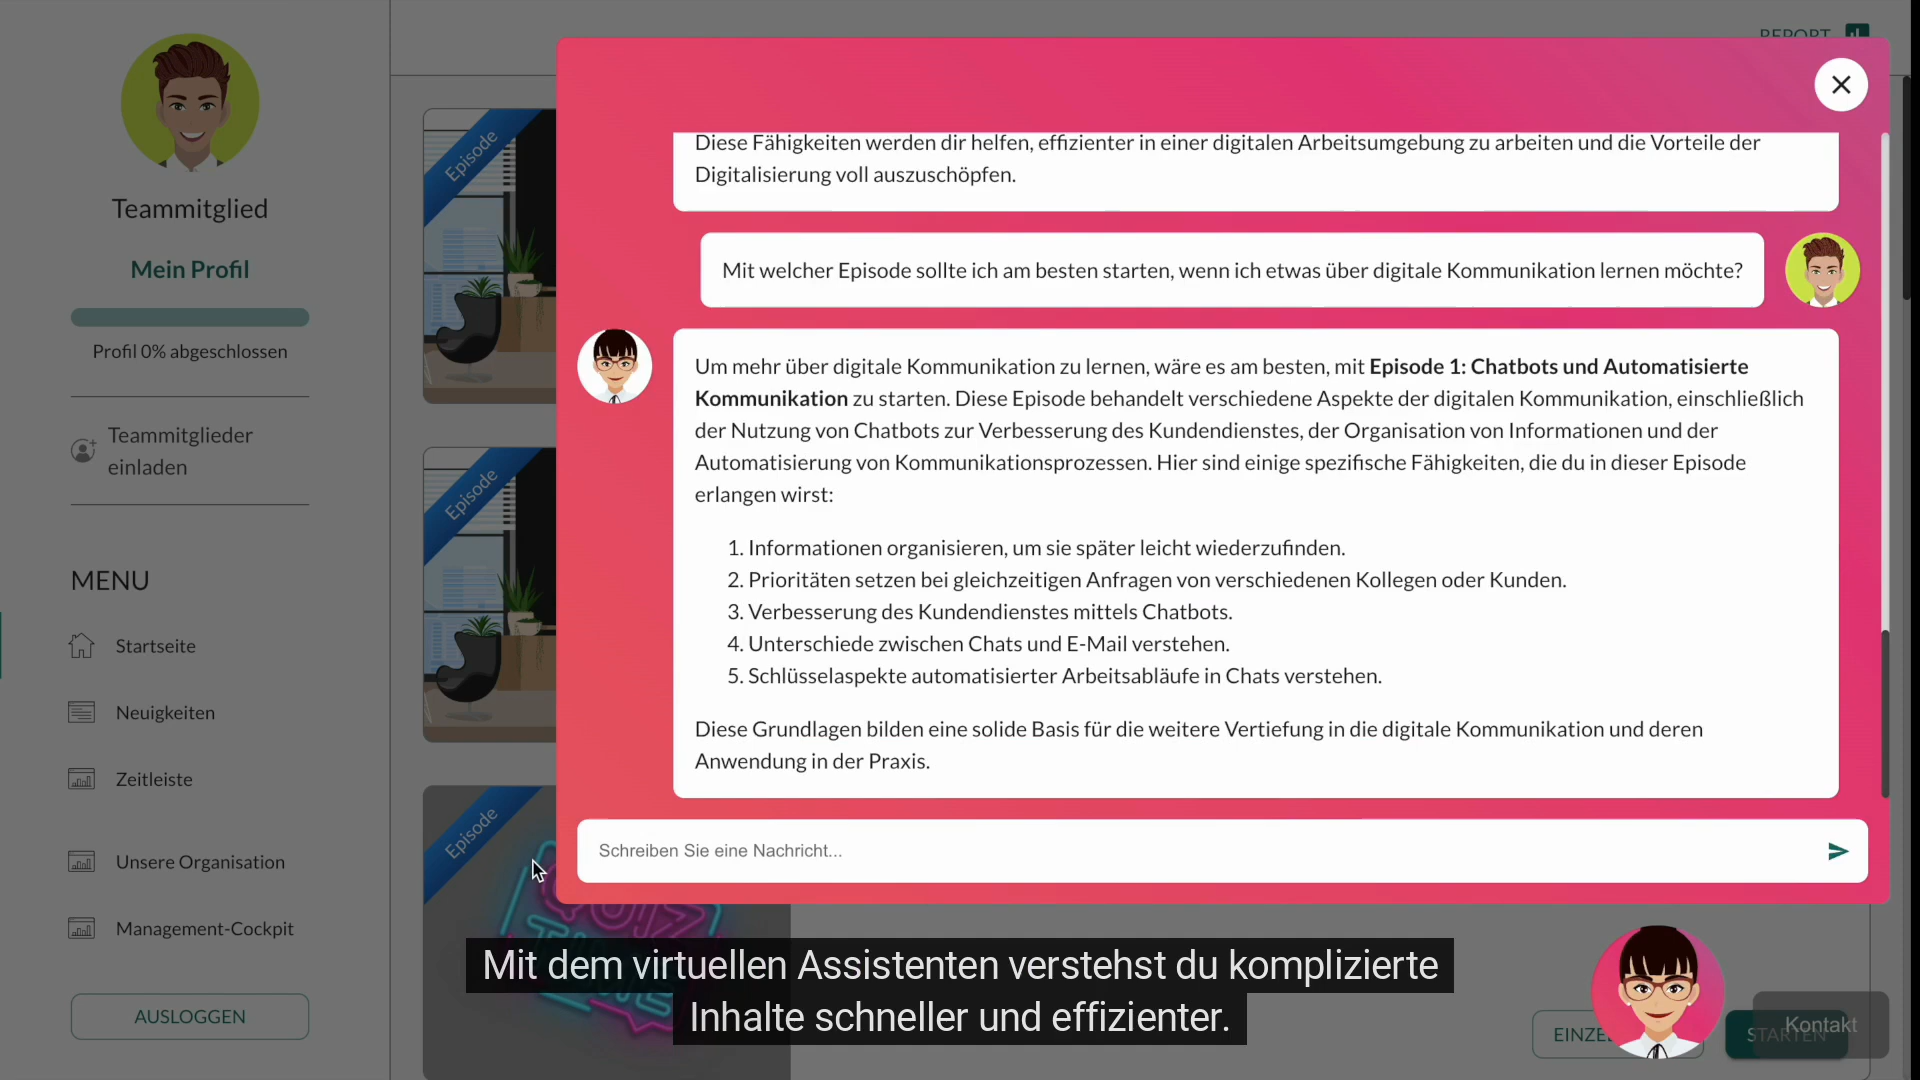 REPORT
Teammitglied
Mein Profil
Profil 0% abgeschlossen
Teammitglieder
einladen
MENU
Startseite
Neuigkeiten
Zeitleiste
Unsere Organisation
Management-Cockpit
AUSLOGGEN
Episode
Episode
Episode
QUIZ
TIME
Diese Fähigkeiten werden dir helfen, effizienter in einer digitalen Arbeitsumgebung zu arbeiten und die Vorteile der
Digitalisierung voll auszuschöpfen.
Mit welcher Episode sollte ich am besten starten, wenn ich etwas über digitale Kommunikation lernen möchte?
Um mehr über digitale Kommunikation zu lernen, wäre es am besten, mit Episode 1: Chatbots und Automatisierte
Kommunikation zu starten. Diese Episode behandelt verschiedene Aspekte der digitalen Kommunikation, einschließlich
der Nutzung von Chatbots zur Verbesserung des Kundendienstes, der Organisation von Informationen und der
Automatisierung von Kommunikationsprozessen. Hier sind einige spezifische Fähigkeiten, die du in dieser Episode
erlangen wirst:
1. Informationen organisieren, um sie später leicht wiederzufinden.
2. Prioritäten setzen bei gleichzeitigen Anfragen von verschiedenen Kollegen oder Kunden.
3. Verbesserung des Kundendienstes mittels Chatbots.
4. Unterschiede zwischen Chats und E-Mail verstehen.
5. Schlüsselaspekte automatisierter Arbeitsabläufe in Chats verstehen.
Diese Grundlagen bilden eine solide Basis für die weitere Vertiefung in die digitale Kommunikation und deren
Anwendung in der Praxis.
Schreiben Sie eine Nachricht...
Mit dem virtuellen Assistenten verstehst du komplizierte
Inhalte schneller und effizienter.
STARTEN
Kontakt